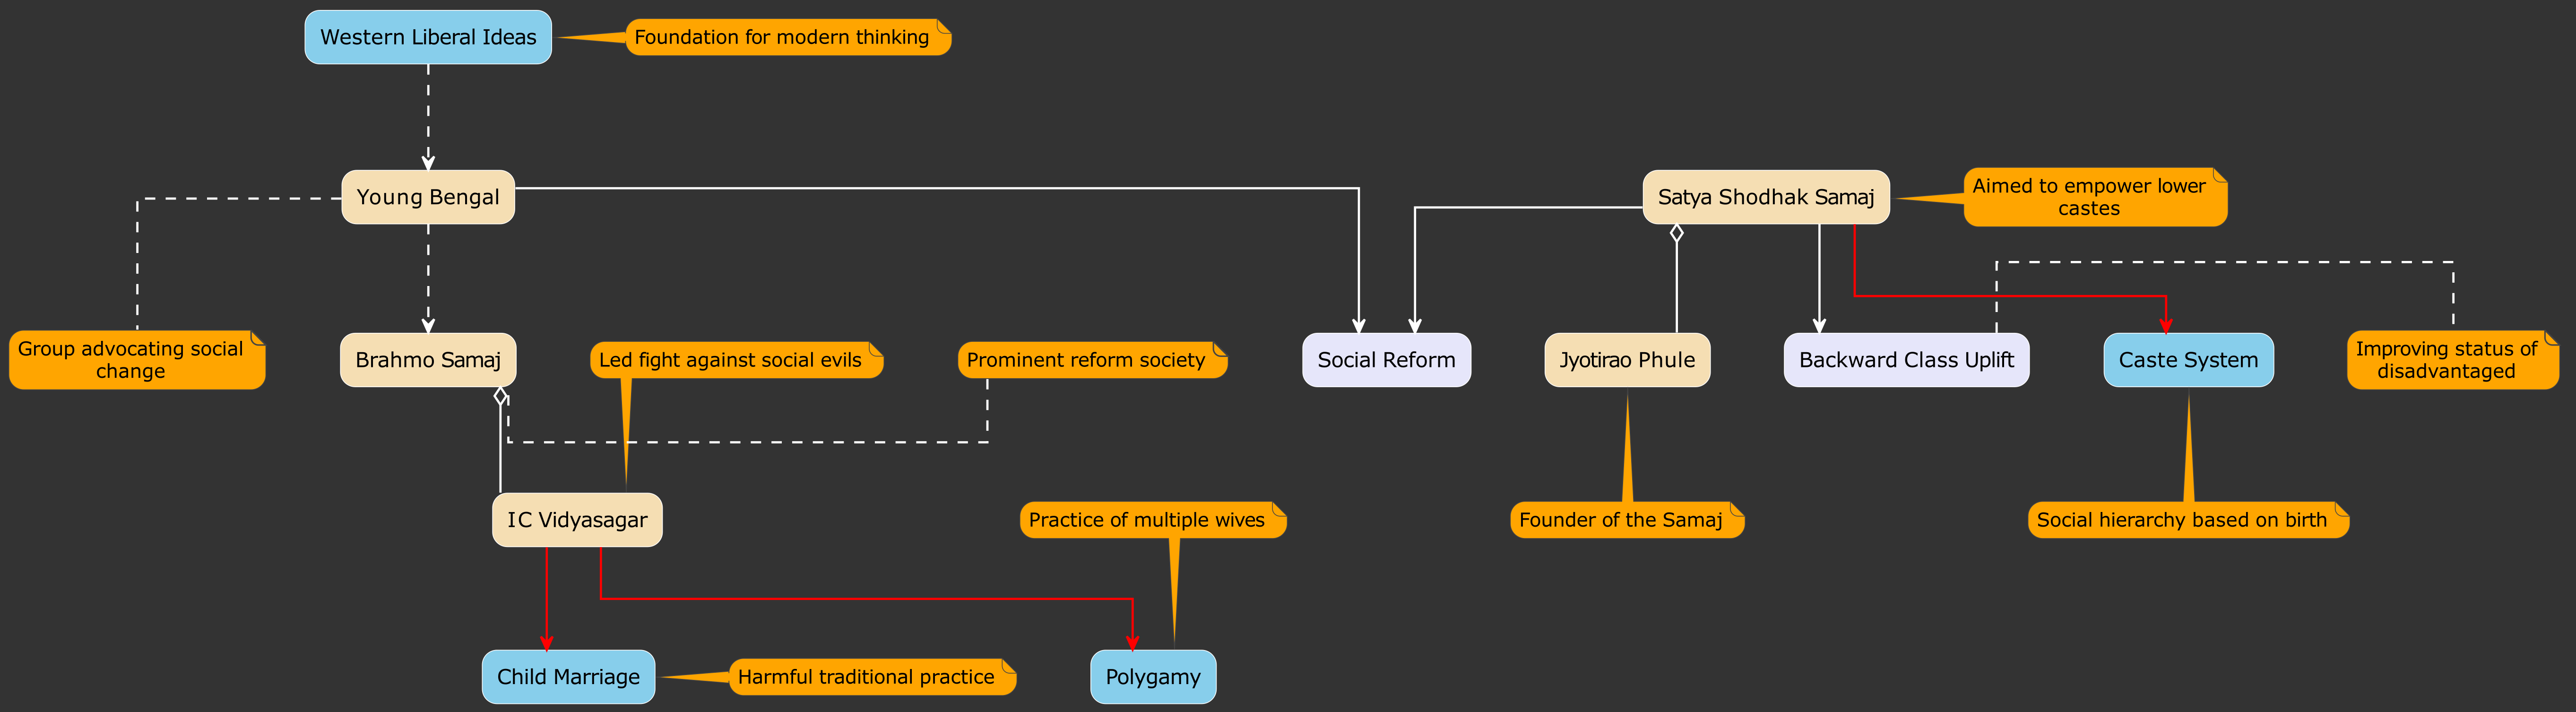 Western Liberal Ideas
Foundation for modern thinking
Young Bengal
Satya Shodhak Samaj
Aimed to empower lower
castes
Group advocating social
change
Brahmo Samaj
Led fight against social evils
Prominent reform society
Social Reform
Jyotirao Phule
Backward Class Uplift
Caste System
Improving status of
disadvantaged
IC Vidyasagar
Practice of multiple wives
Founder of the Samaj
Social hierarchy based on birth
Child Marriage
Harmful traditional practice
Polygamy